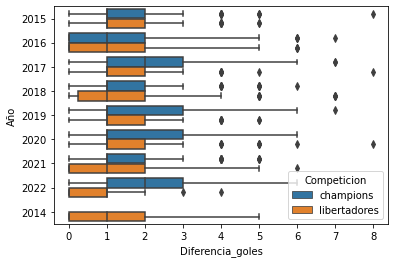 Año
2015
2016
2017
2018
2019
2020
2021
2022
2014
Competicion
champions
libertadores
0 1 2 3 4 5 6 7 8
Diferencia_goles